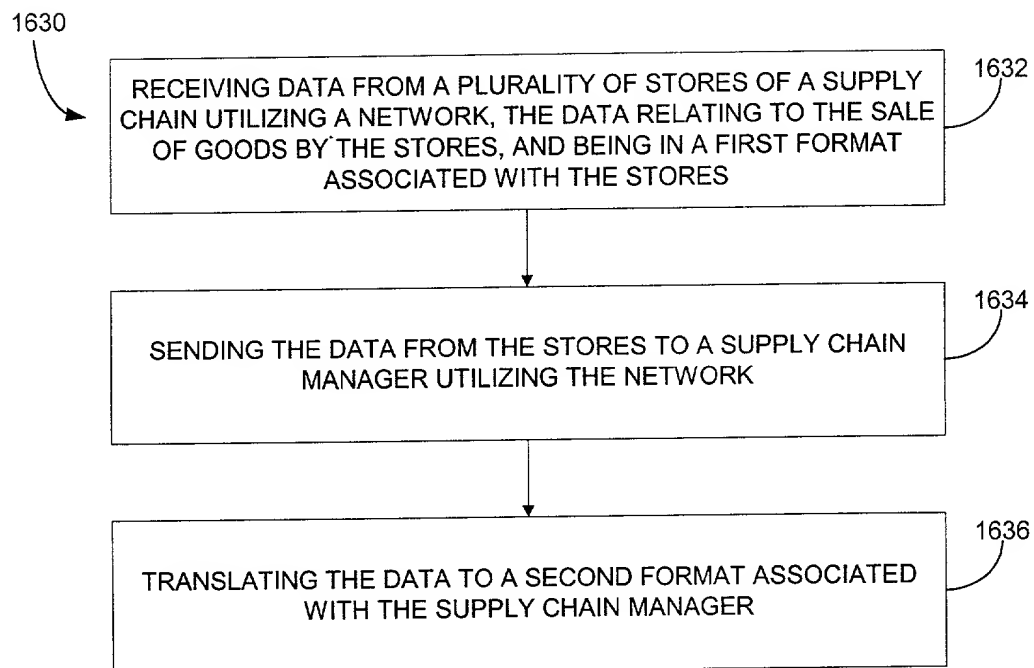 1630
1632
RECEIVING DATA FROM A PLURALITY OF STORES OF A SUPPLY
CHAIN UTILIZING A NETWORK, THE DATA RELATING TO THE SALE
OF GOODS BY THE STORES, AND BEING IN A FIRST FORMAT
ASSOCIATED WITH THE STORES
1634
SENDING THE DATA FROM THE STORES TO A SUPPLY CHAIN
MANAGER UTILIZING THE NETWORK
1636
TRANSLATING THE DATA TO A SECOND FORMAT ASSOCIATED
WITH THE SUPPLY CHAIN MANAGER